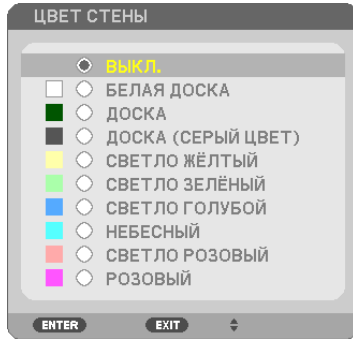 ЦВЕТ СТЕНЫ
ВЫКЛ.
БЕЛАЯ ДОСКА
ДОСКА
ДОСКА (СЕРЫЙ ЦВЕТ)
СВЕТЛО ЖЁЛТЫЙ
СВЕТЛО ЗЕЛЁНЫЙ
СВЕТЛО ГОЛУБОЙ
НЕБЕСНЫЙ
СВЕТЛО РОЗОВЫЙ
РОЗОВЫЙ
ENTER EXIT